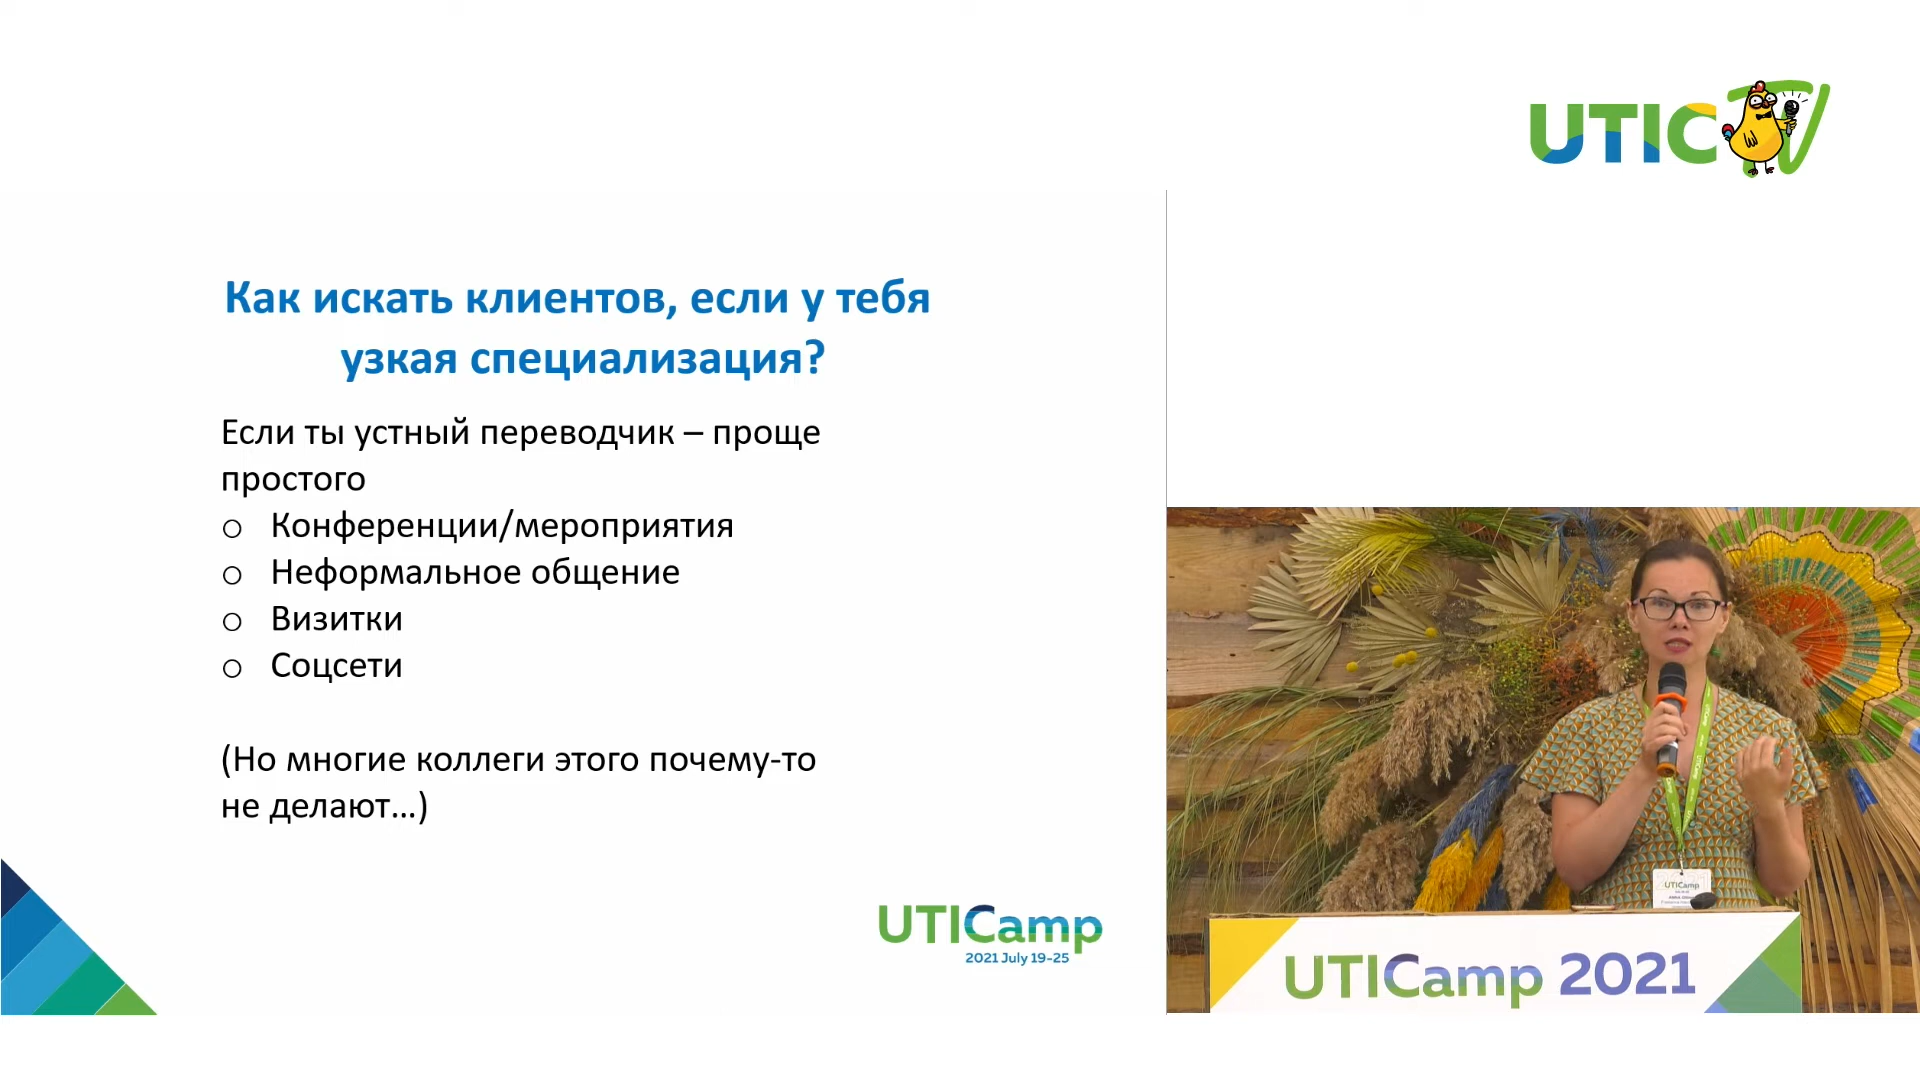 UTIC TV
Как искать клиентов, если у тебя
узкая специализация?
Если ты устный переводчик – проще
простого
o Конференции/мероприятия
o Неформальное общение
o Визитки
o Соцсети
(Но многие коллеги этого почему-то
не делают...)
UTICamp
2021 July 19-25
UTICamp
UTICamp 2021